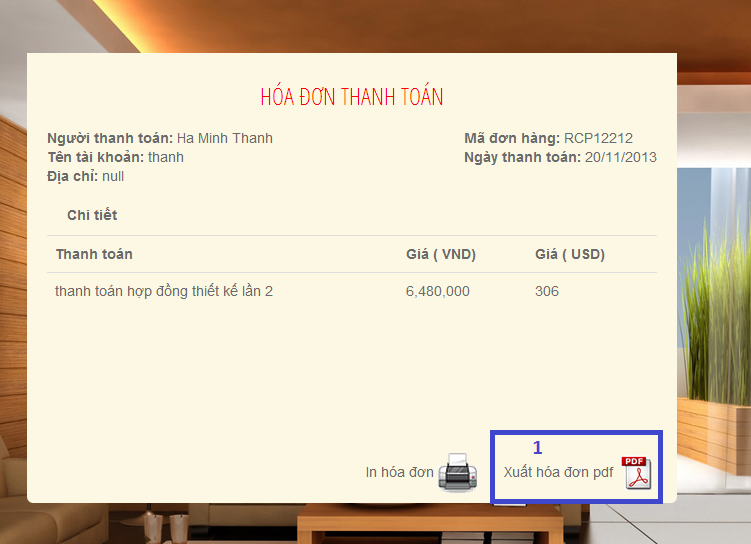 HÓA ĐƠN THANH TOÁN
Người thanh toán: Ha Minh Thanh
Mã đơn hàng: RCP12212
Tên tài khoản: thanh
Ngày thanh toán: 20/11/2013
Địa chỉ: null
Chi tiết
Thanh toán Giá ( VND) Giá ( USD)
thanh toán hợp đồng thiết kế lần 2 6,480,000 306
1
In hóa đơn
Xuất hóa đơn pdf
PDF